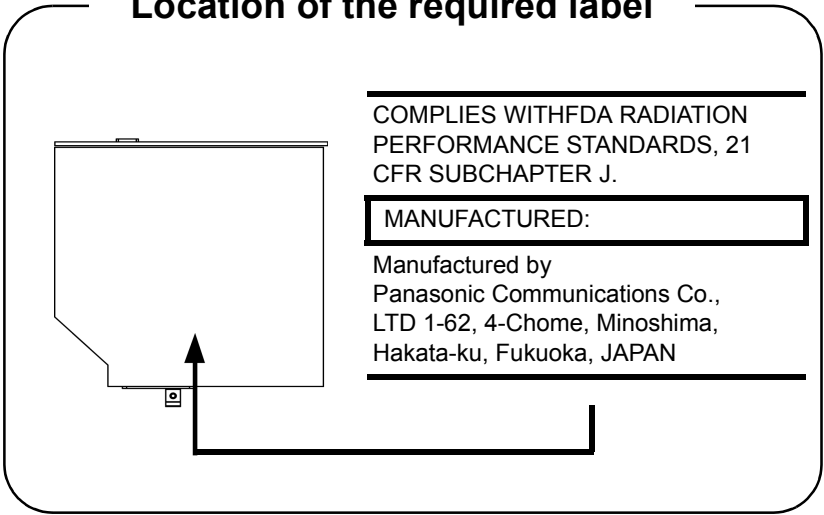 Location of the required label
COMPLIES WITHFDA RADIATION
PERFORMANCE STANDARDS, 21
CFR SUBCHAPTER J.
MANUFACTURED:
Manufactured by
Panasonic Communications Co.,
LTD 1-62, 4-Chome, Minoshima,
Hakata-ku, Fukuoka, JAPAN